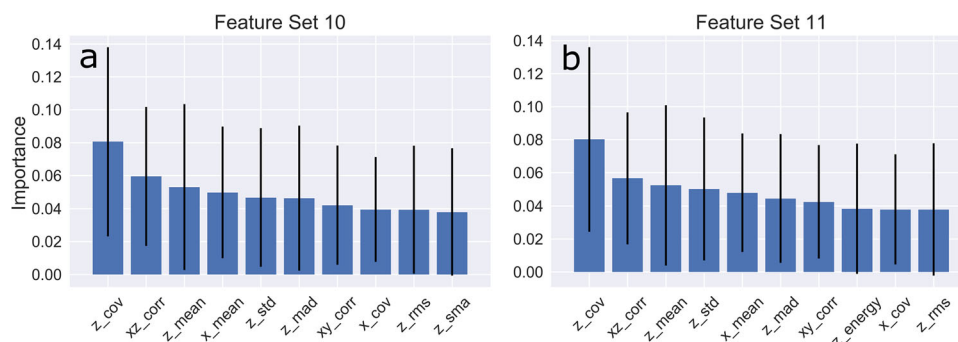 Feature Set 10
Feature Set 11
a
b
Importance
0.14
0.12
0.10
0.08
0.06
0.04
0.02
0.00
z_cov
xz_corr
z_mean
x_mean
z_std
z_mad
xy_corr
x_cov
z_rms
z_sma
0.14
0.12
0.10
0.08
0.06
0.04
0.02
0.00
z_cov
xz_corr
z_mean
z_std
x_mean
z_mad
xy_corr
z_energy
x_cov
z_rms